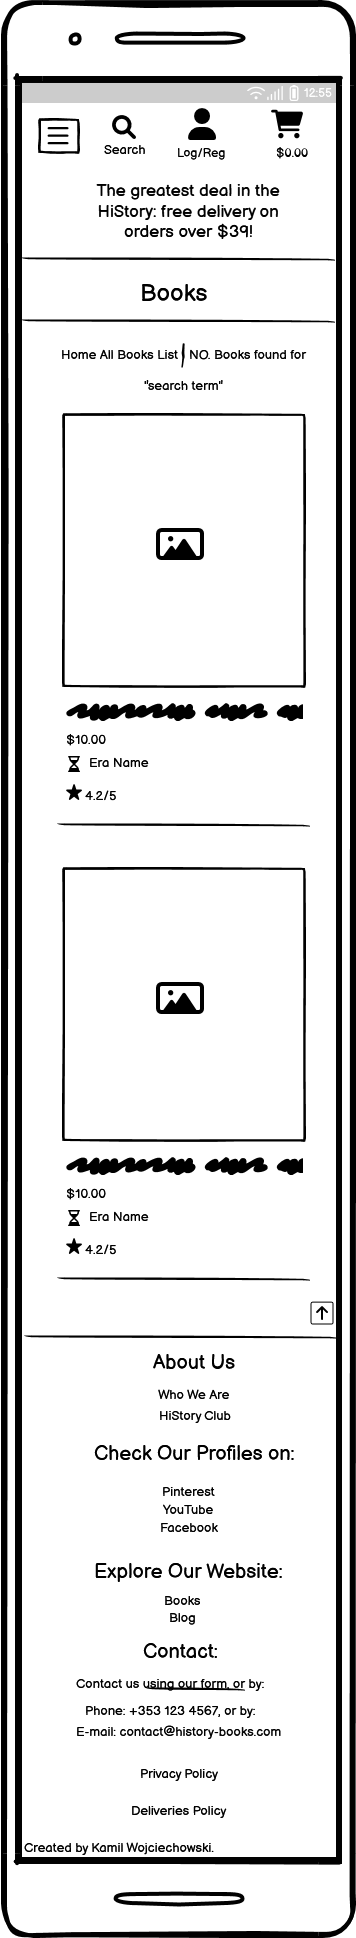 12:55
Search
Log/Reg
$0.00
The greatest deal in the
HiStory: free delivery on
orders over $39!
Books
Home All Books List | NO. Books found for
"search term"
$10.00
Era Name
4.2/5
$10.00
Era Name
4.2/5
About Us
Who We Are
HiStory Club
Check Our Profiles on:
Pinterest
YouTube
Facebook
Explore Our Website:
Books
Blog
Contact:
Contact us using our form, or by:
Phone: +353 123 4567, or by:
E-mail: contact@history-books.com
Privacy Policy
Deliveries Policy
Created by Kamil Wojciechowski.